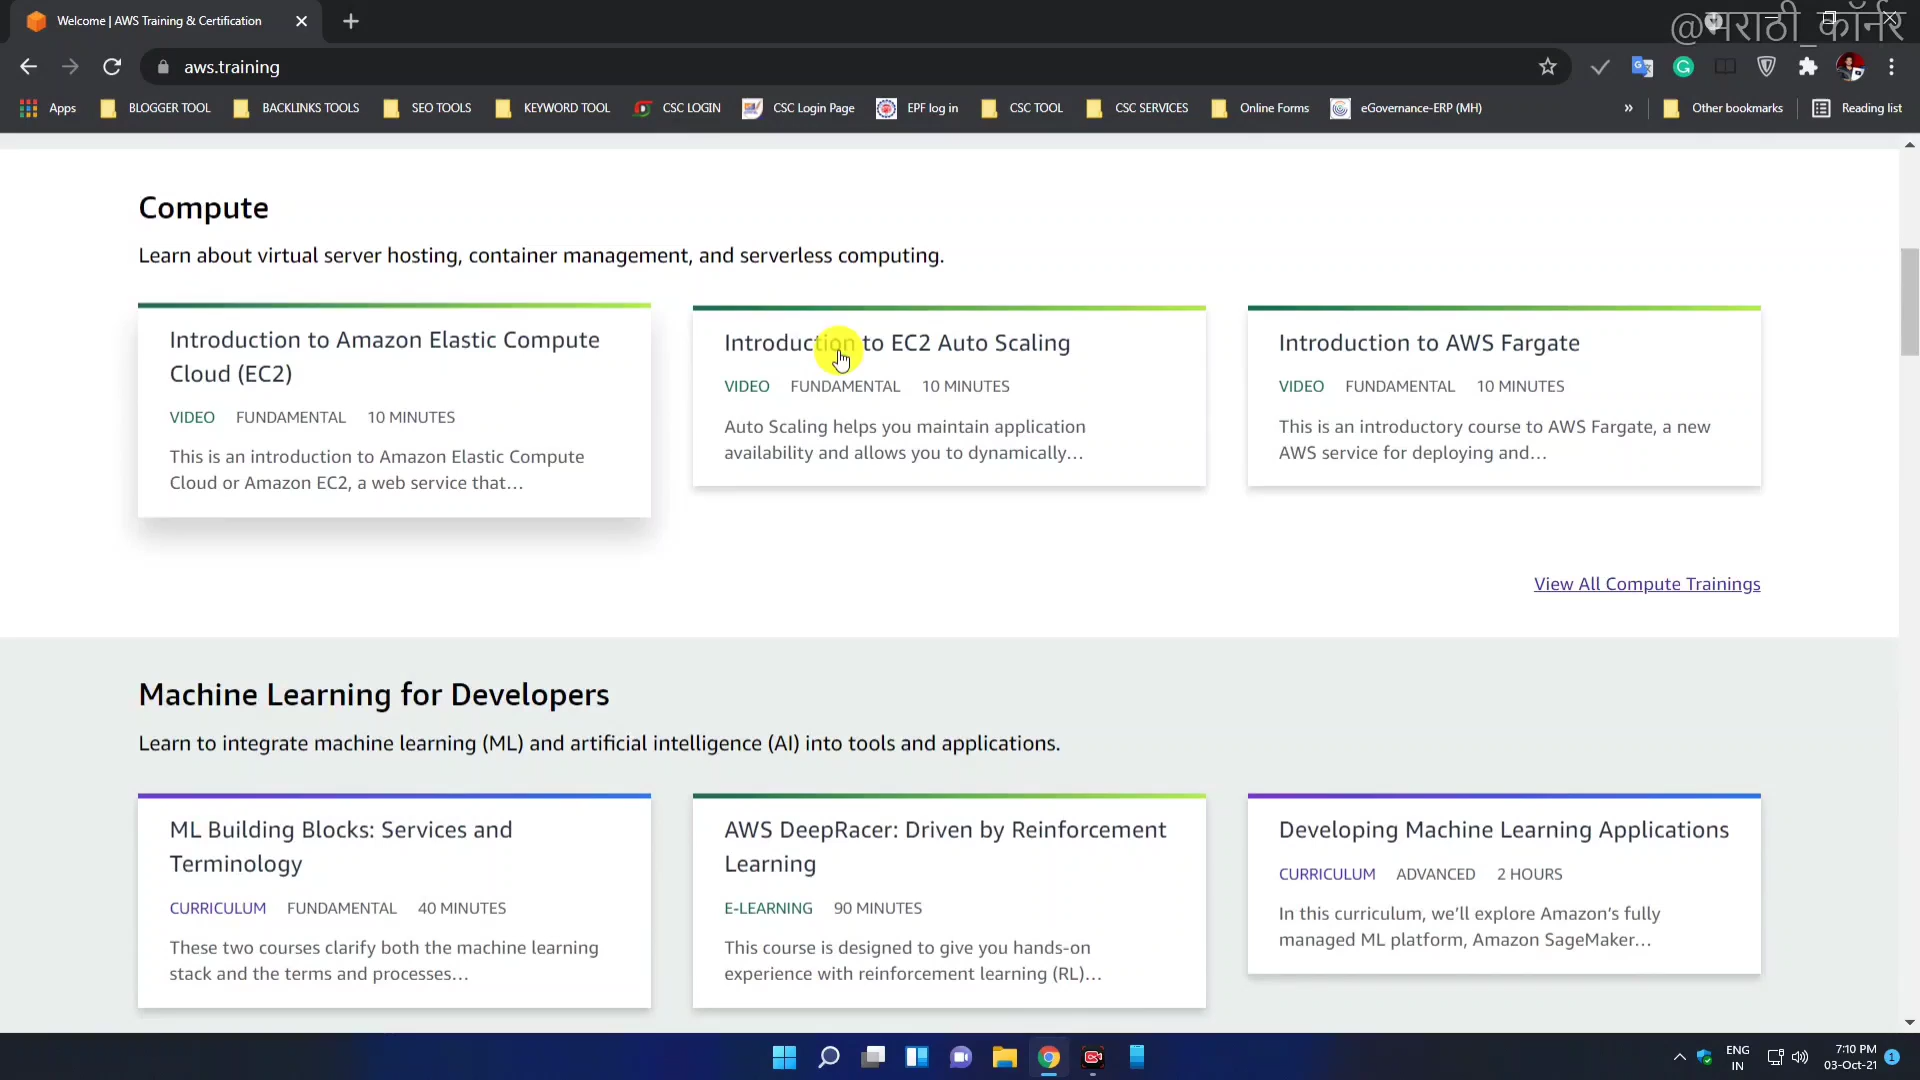 Welcome | AWS Training & Certification
@मराठी_कॉर्नर
aws.training
Apps BLOGGER TOOL BACKLINKS TOOLS SEO TOOLS KEYWORD TOOL CSC LOGIN CSC Login Page EPF log in CSC TOOL CSC SERVICES Online Forms eGovernance-ERP (MH) » Other bookmarks Reading list
Compute
Learn about virtual server hosting, container management, and serverless computing.
Introduction to Amazon Elastic Compute
Cloud (EC2)
VIDEO FUNDAMENTAL 10 MINUTES
This is an introduction to Amazon Elastic Compute
Cloud or Amazon EC2, a web service that...
Introduction to EC2 Auto Scaling
VIDEO FUNDAMENTAL 10 MINUTES
Auto Scaling helps you maintain application
availability and allows you to dynamically...
Introduction to AWS Fargate
VIDEO FUNDAMENTAL 10 MINUTES
This is an introductory course to AWS Fargate, a new
AWS service for deploying and...
View All Compute Trainings
Machine Learning for Developers
Learn to integrate machine learning (ML) and artificial intelligence (AI) into tools and applications.
ML Building Blocks: Services and
Terminology
CURRICULUM FUNDAMENTAL 40 MINUTES
These two courses clarify both the machine learning
stack and the terms and processes...
AWS DeepRacer: Driven by Reinforcement
Learning
E-LEARNING 90 MINUTES
This course is designed to give you hands-on
experience with reinforcement learning (RL)...
Developing Machine Learning Applications
CURRICULUM ADVANCED 2 HOURS
In this curriculum, we'll explore Amazon's fully
managed ML platform, Amazon SageMaker...
ENG
IN
7:10 PM
03-Oct-21
1